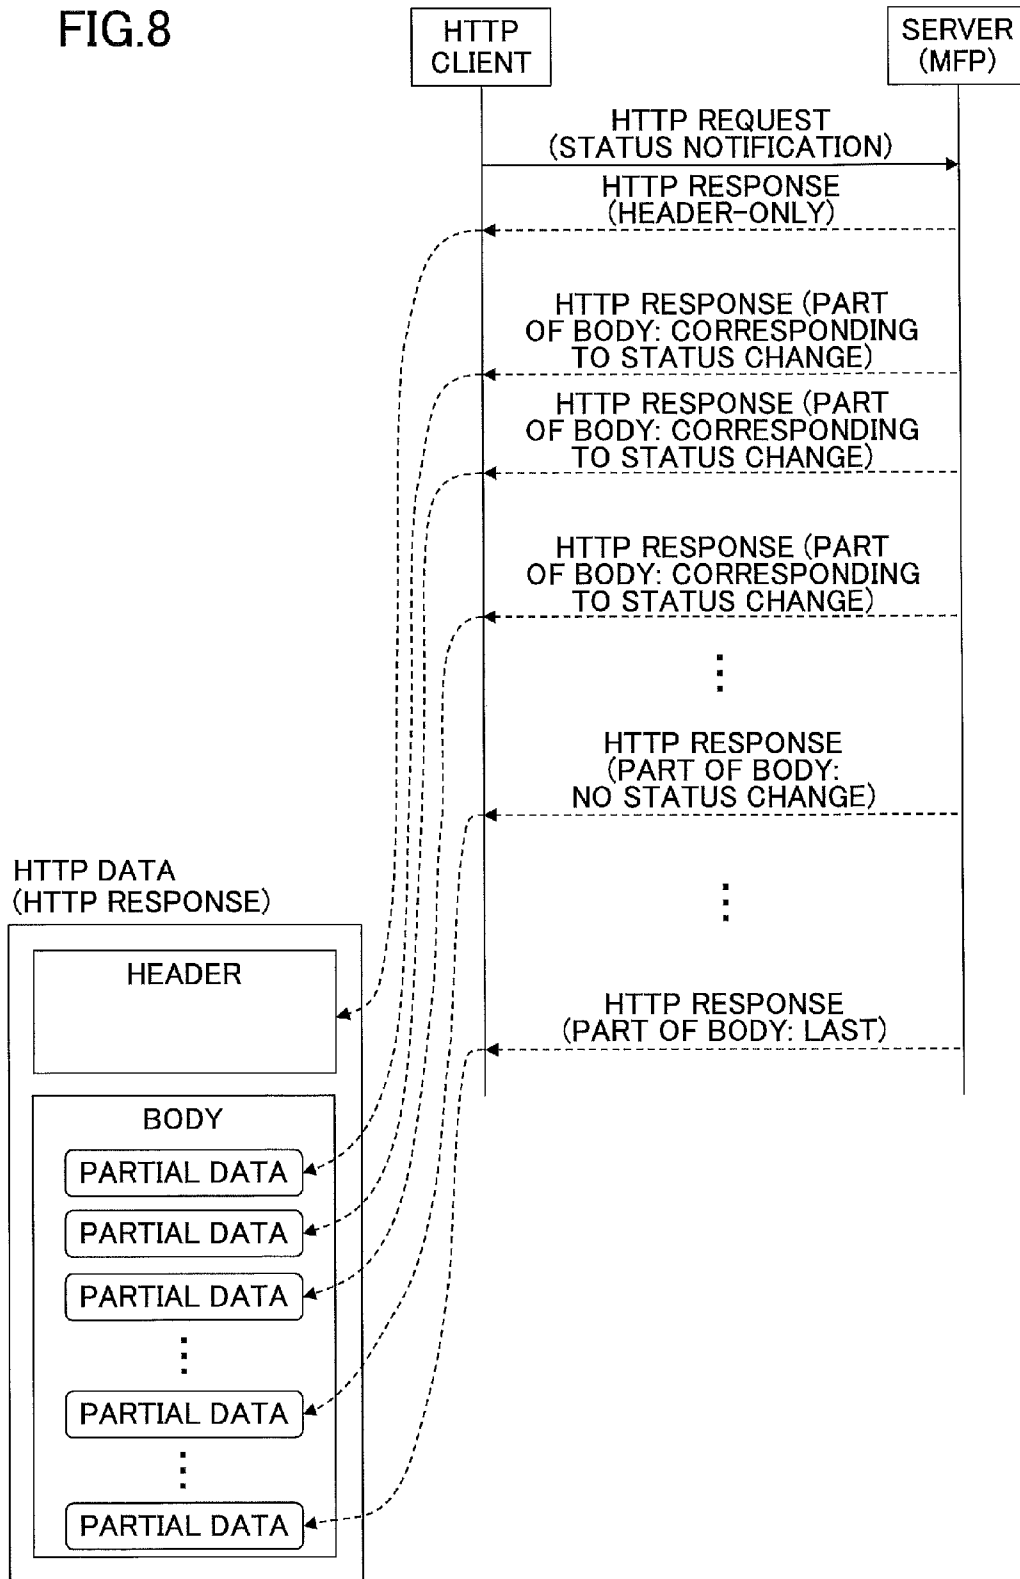 FIG.8
HTTP
CLIENT
SERVER
(MFP)
HTTP REQUEST
(STATUS NOTIFICATION)
HTTP RESPONSE
(HEADER-ONLY)
HTTP RESPONSE (PART
OF BODY: CORRESPONDING
TO STATUS CHANGE)
HTTP RESPONSE (PART
OF BODY: CORRESPONDING
TO STATUS CHANGE)
HTTP RESPONSE (PART
OF BODY: CORRESPONDING
TO STATUS CHANGE)
HTTP RESPONSE
(PART OF BODY:
NO STATUS CHANGE)
HTTP RESPONSE
(PART OF BODY: LAST)
HTTP DATA
(HTTP RESPONSE)
HEADER
BODY
PARTIAL DATA
PARTIAL DATA
PARTIAL DATA
PARTIAL DATA
PARTIAL DATA